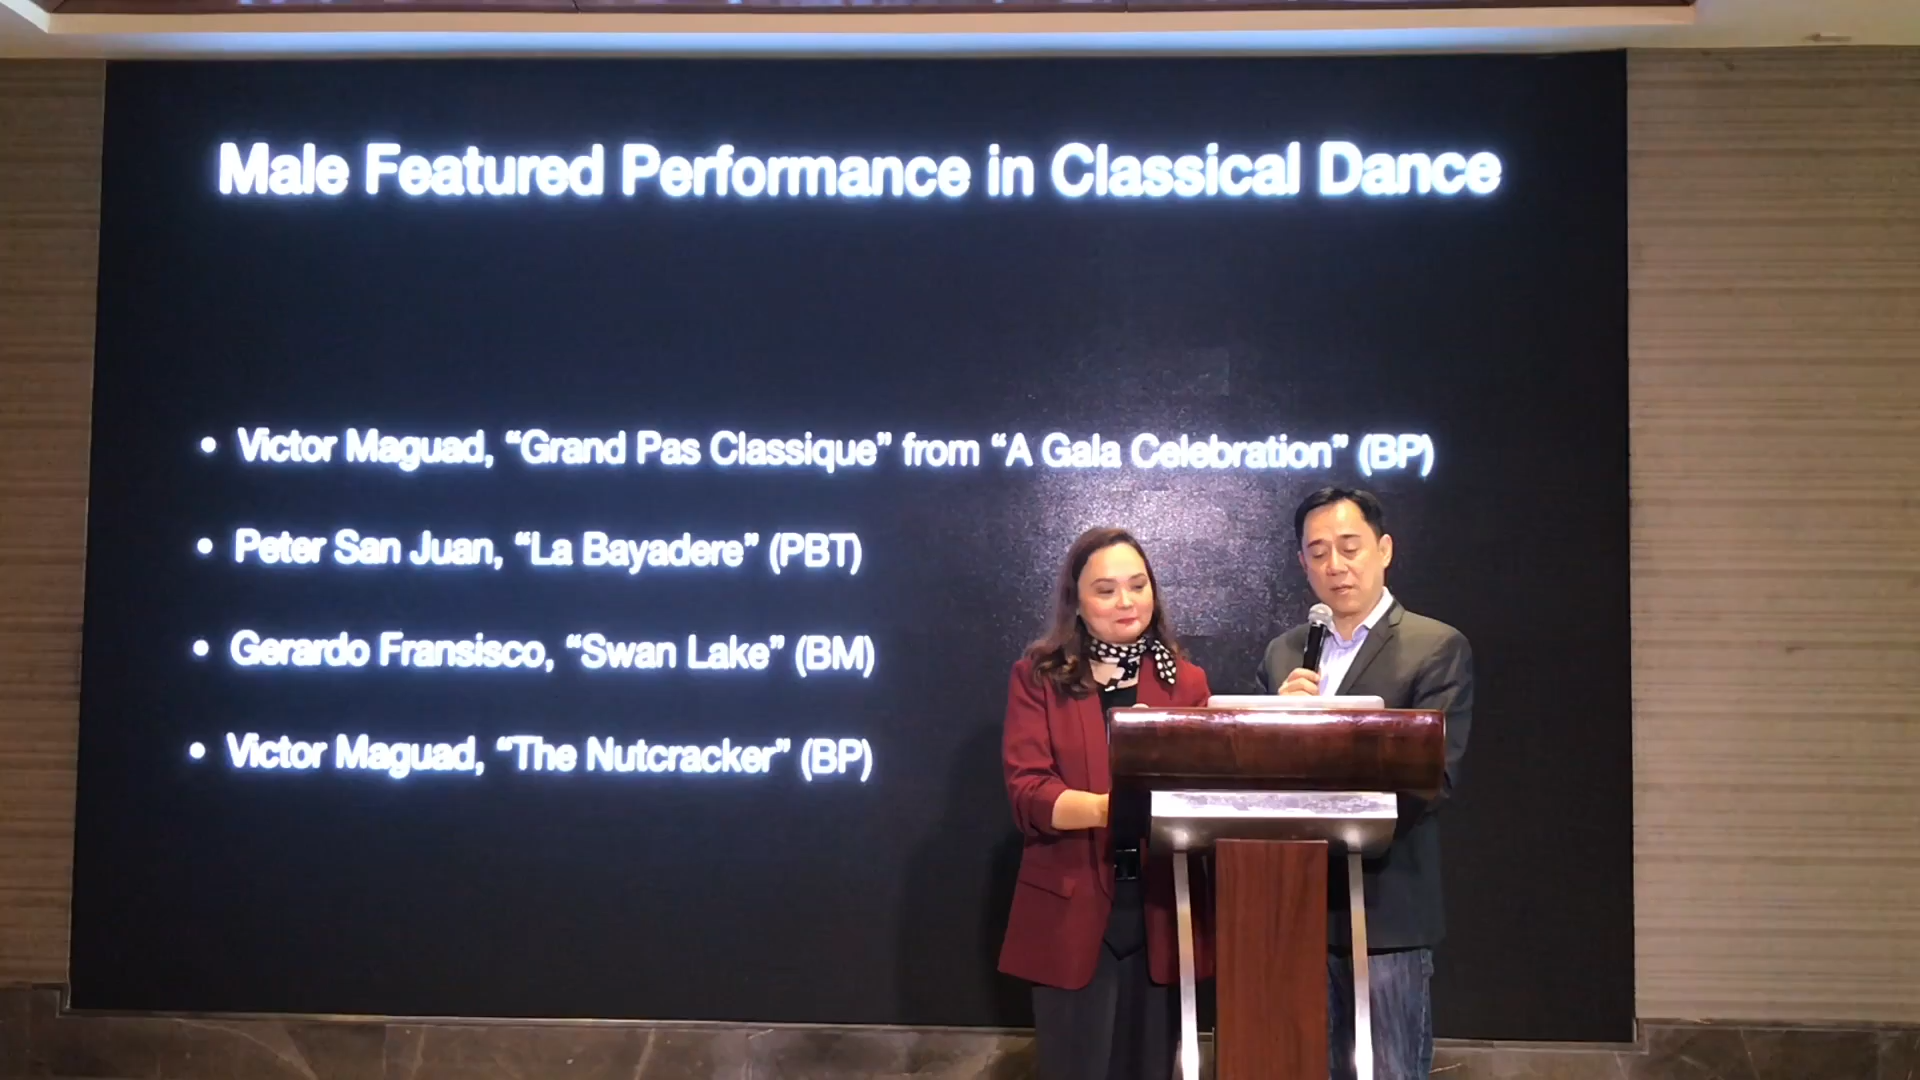 Male Featured Performance in Classical Dance
• Victor Maguad, “Grand Pas Classique” from “A Gala Celebration” (BP)
• Peter San Juan, “La Bayadere” (PBT)
• Gerardo Fransisco, “Swan Lake” (BM)
• Victor Maguad, “The Nutcracker” (BP)